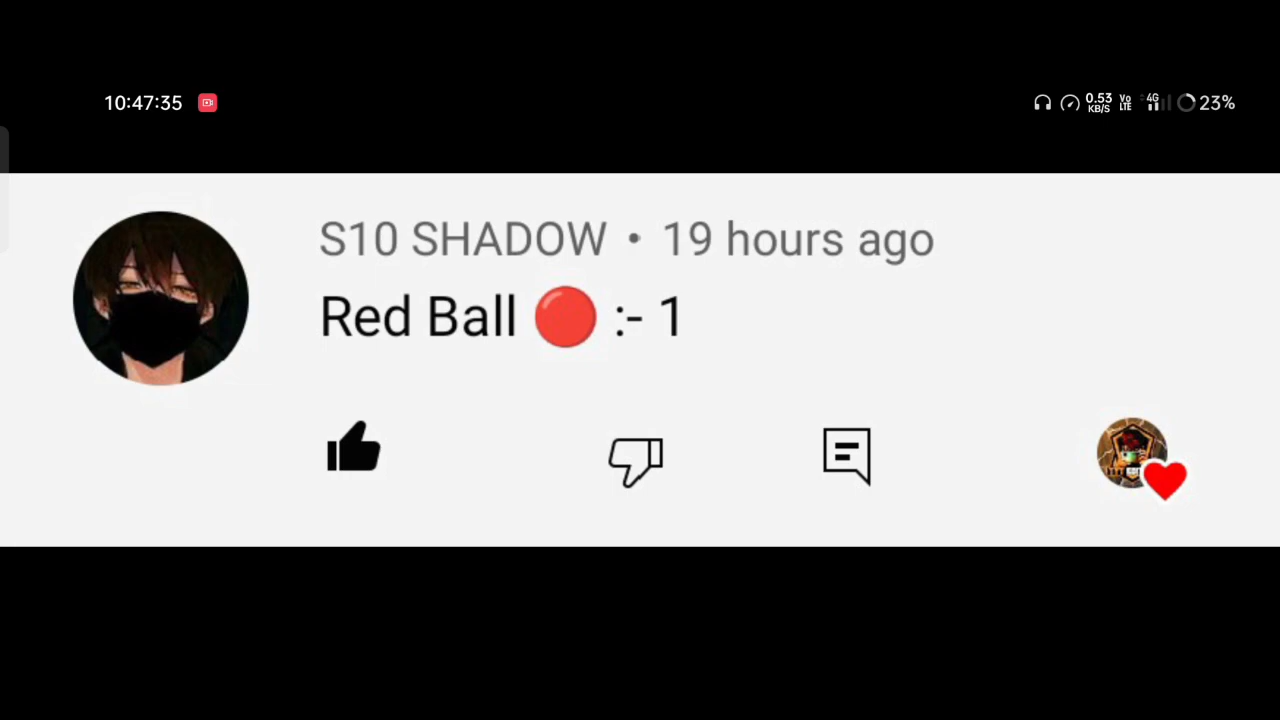 10:47:35
0.53 KB/S Vo LTE 4G 23%
S10 SHADOW • 19 hours ago
Red Ball 🔴 :- 1